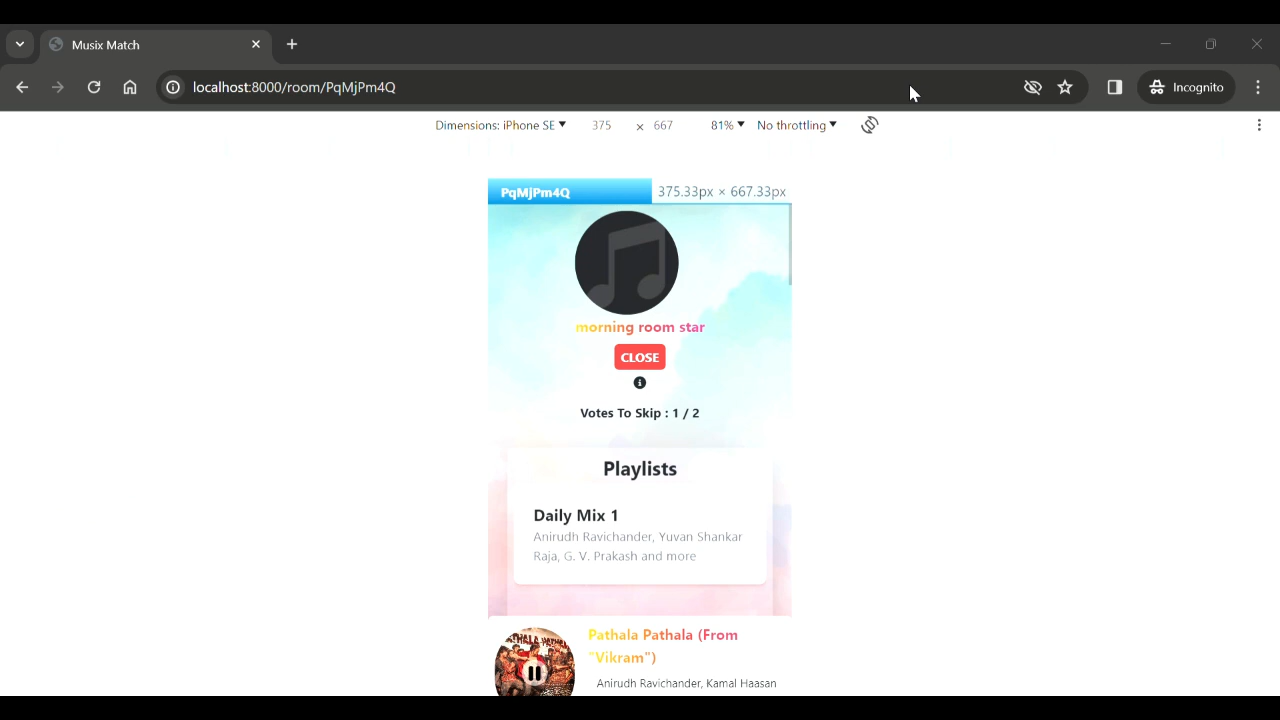 Musix Match
localhost:8000/room/PqMjPm4Q
Incognito
Dimensions: iPhone SE 375 × 667 81% No throttling
PqMjPm4Q 375.33px × 667.33px
morning room star
CLOSE
Votes To Skip : 1 / 2
Playlists
Daily Mix 1
Anirudh Ravichander, Yuvan Shankar
Raja, G. V. Prakash and more
Pathala Pathala (From
"Vikram")
Anirudh Ravichander, Kamal Haasan